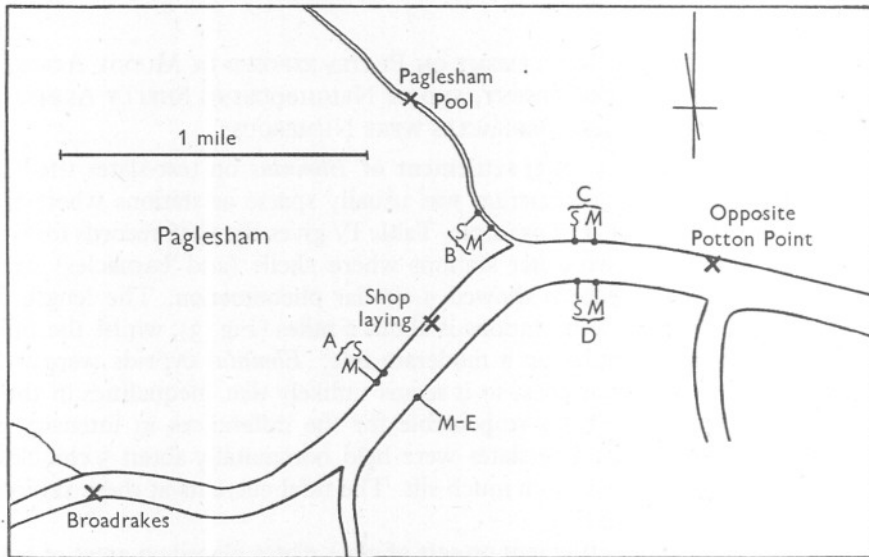 Paglesham
Pool
1 mile
Paglesham
S
M
B
C
S M
Opposite
Potton Point
Shop
laying
A
S
M
S M
D
M-E
Broadrakes